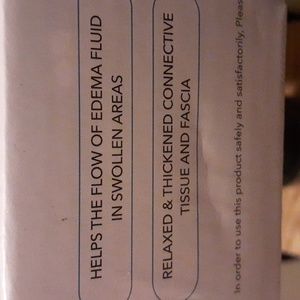 HELPS THE FLOW OF EDEMA FLUID
IN SWOLLEN AREAS
RELAXED & THICKENED CONNECTIVE
TISSUE AND FASCIA
In order to use this product safely and satisfactorily, Pleas